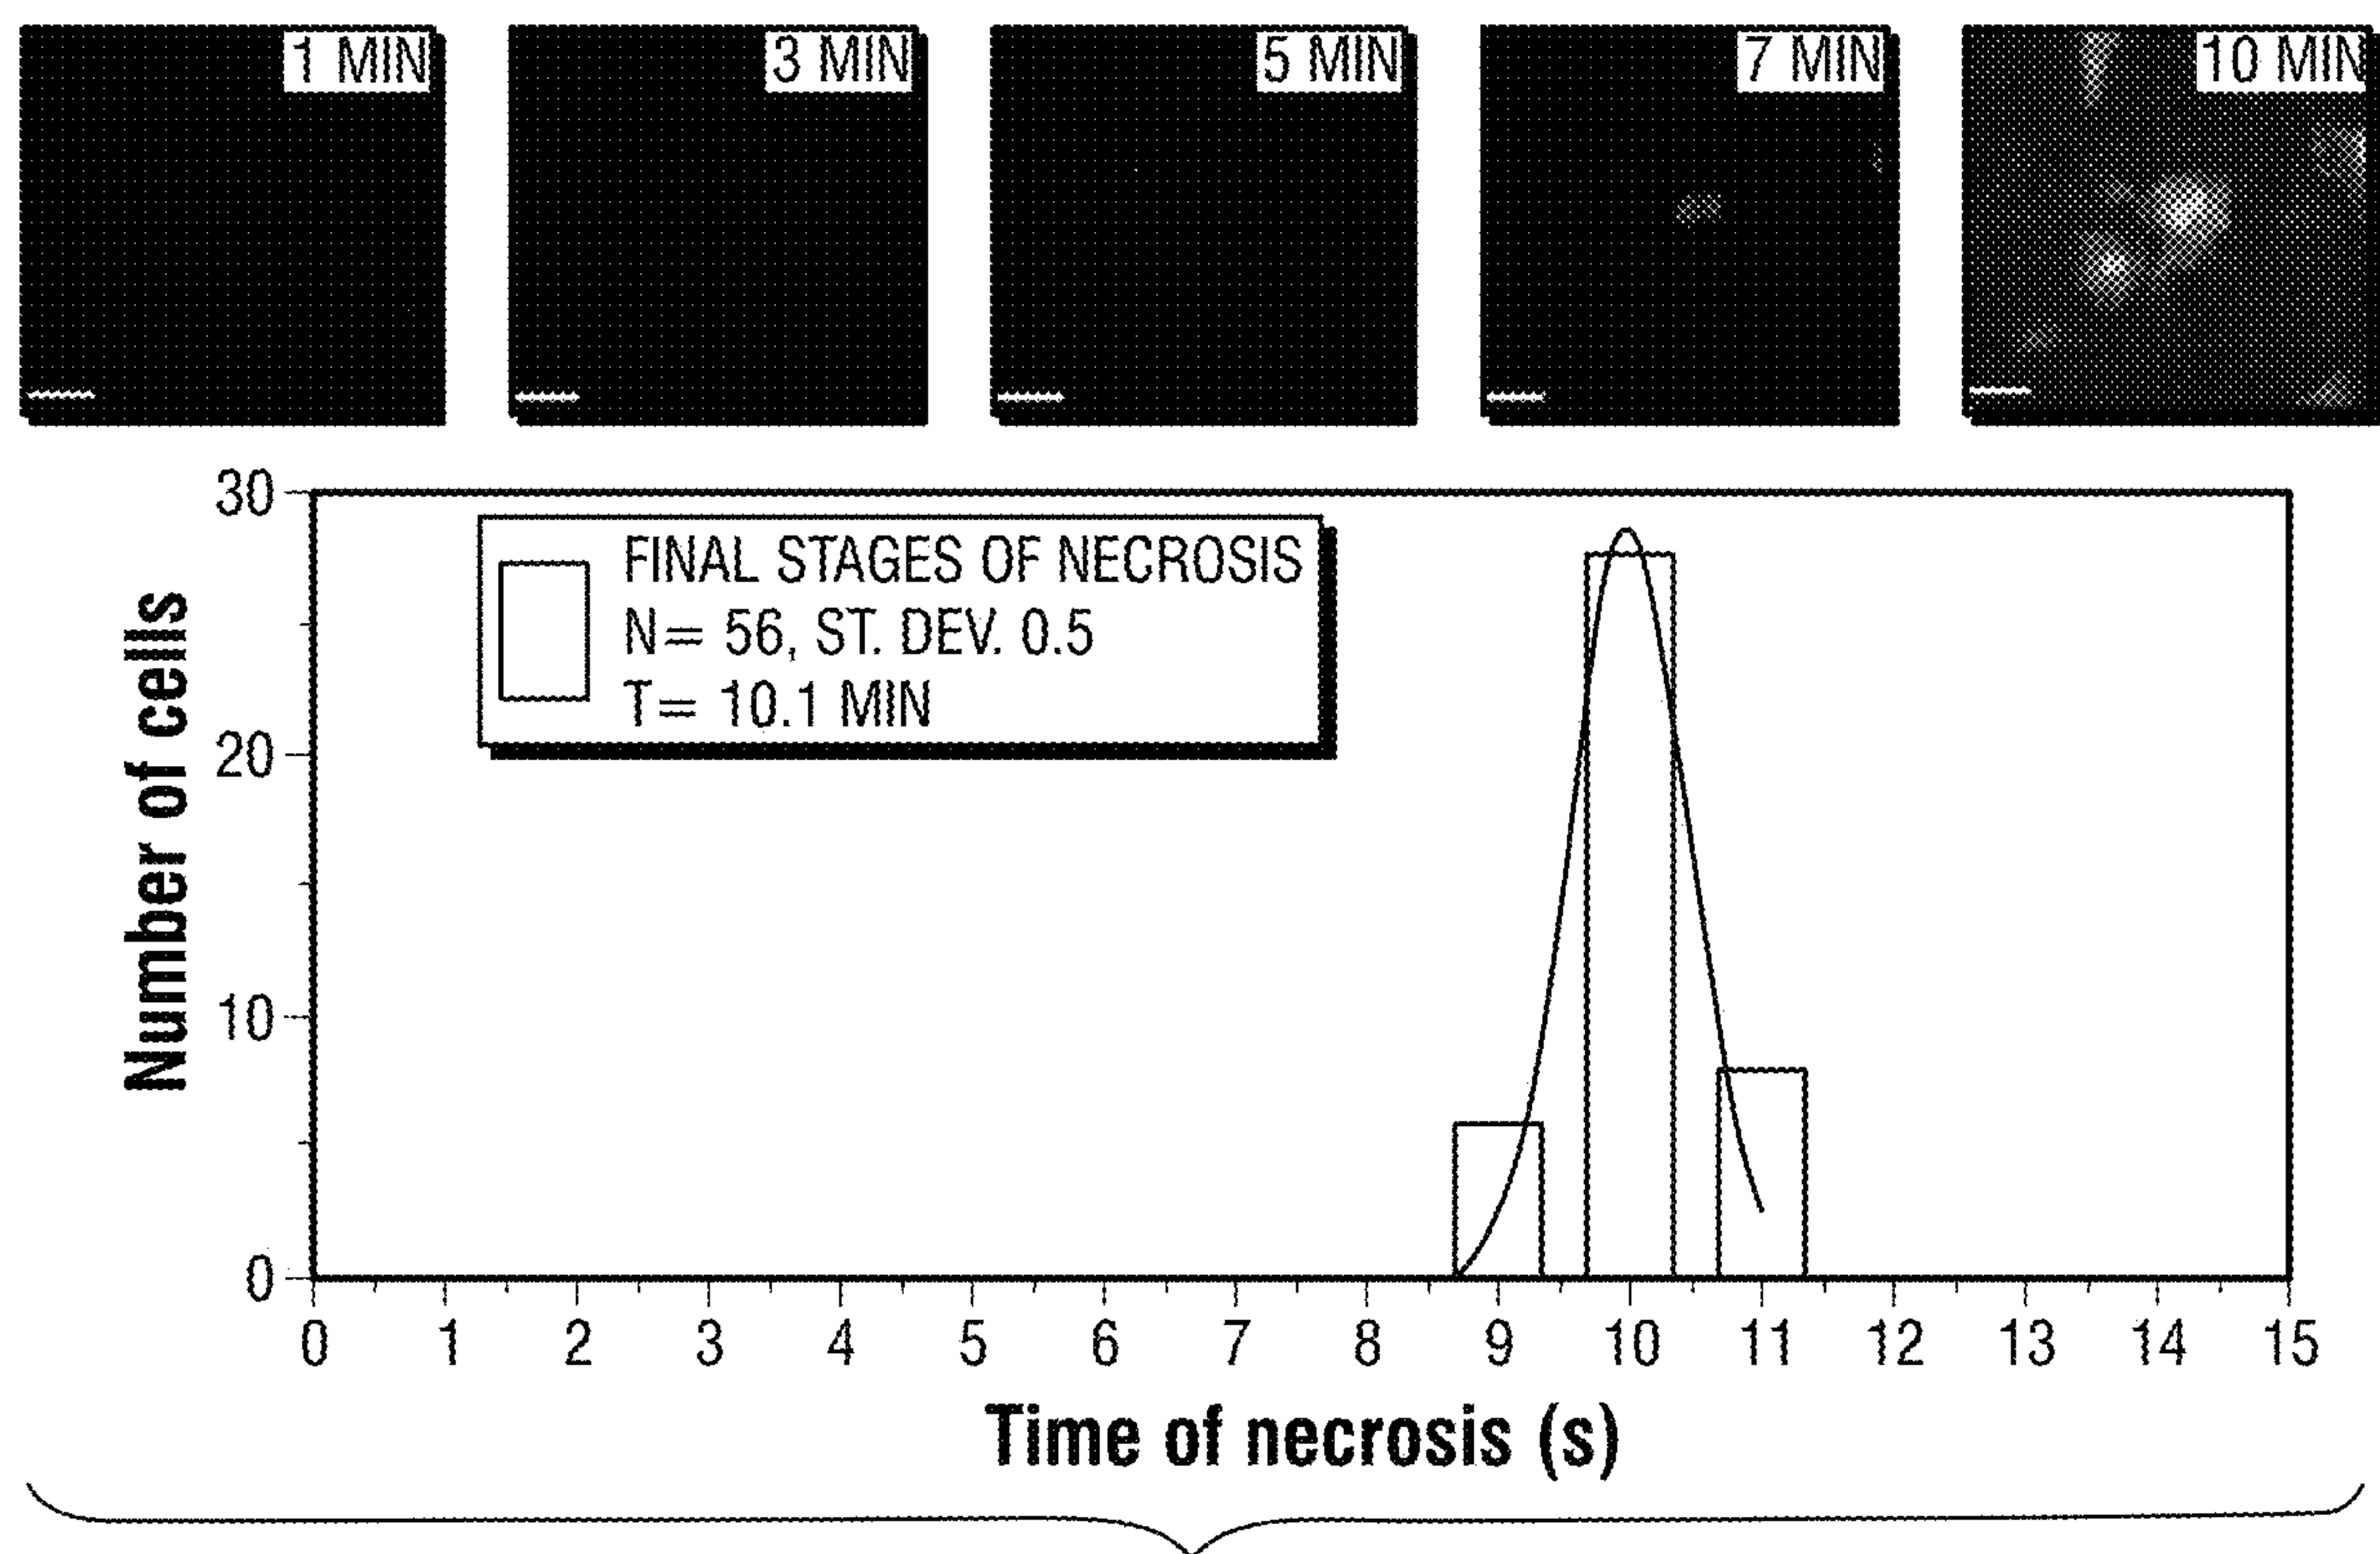 1 MIN
3 MIN
5 MIN
7 MIN
10 MIN
30
20
10
0
Number of cells
FINAL STAGES OF NECROSIS
N= 56, ST. DEV. 0.5
T= 10.1 MIN
0 1 2 3 4 5 6 7 8 9 10 11 12 13 14 15
Time of necrosis (s)